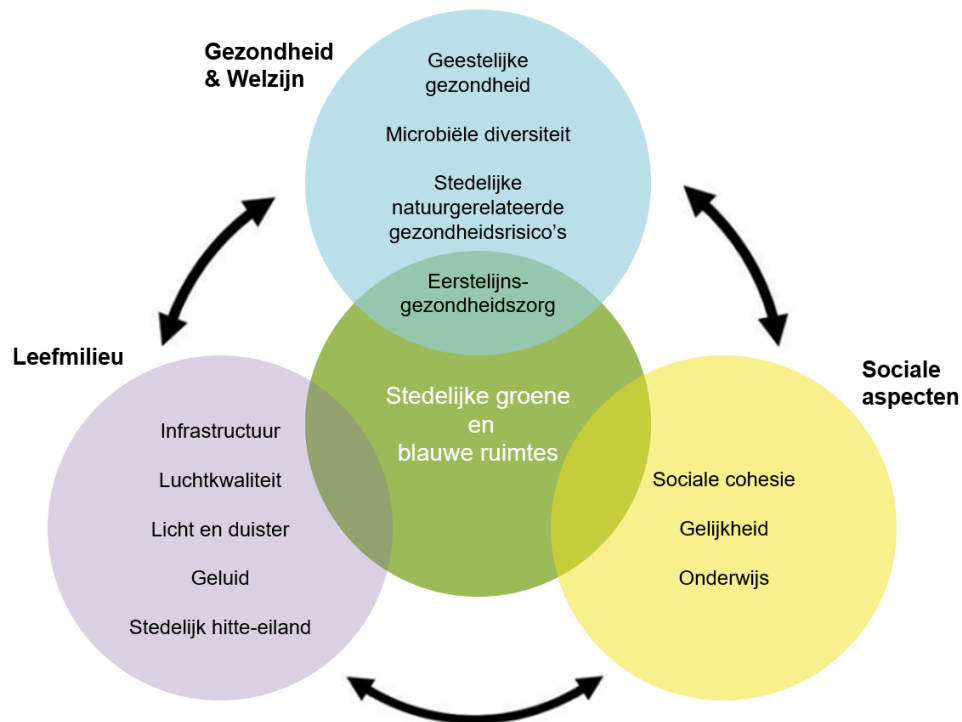 Gezondheid
& Welzijn
Geestelijke
gezondheid
Microbiële diversiteit
Stedelijke
natuurgerelateerde
gezondheidsrisico's
Eerstelijns-
gezondheidszorg
Leefmilieu
Infrastructuur
Luchtkwaliteit
Licht en duister
Geluid
Stedelijk hitte-eiland
Stedelijke groene
en
blauwe ruimtes
Sociale
aspecten
Sociale cohesie
Gelijkheid
Onderwijs